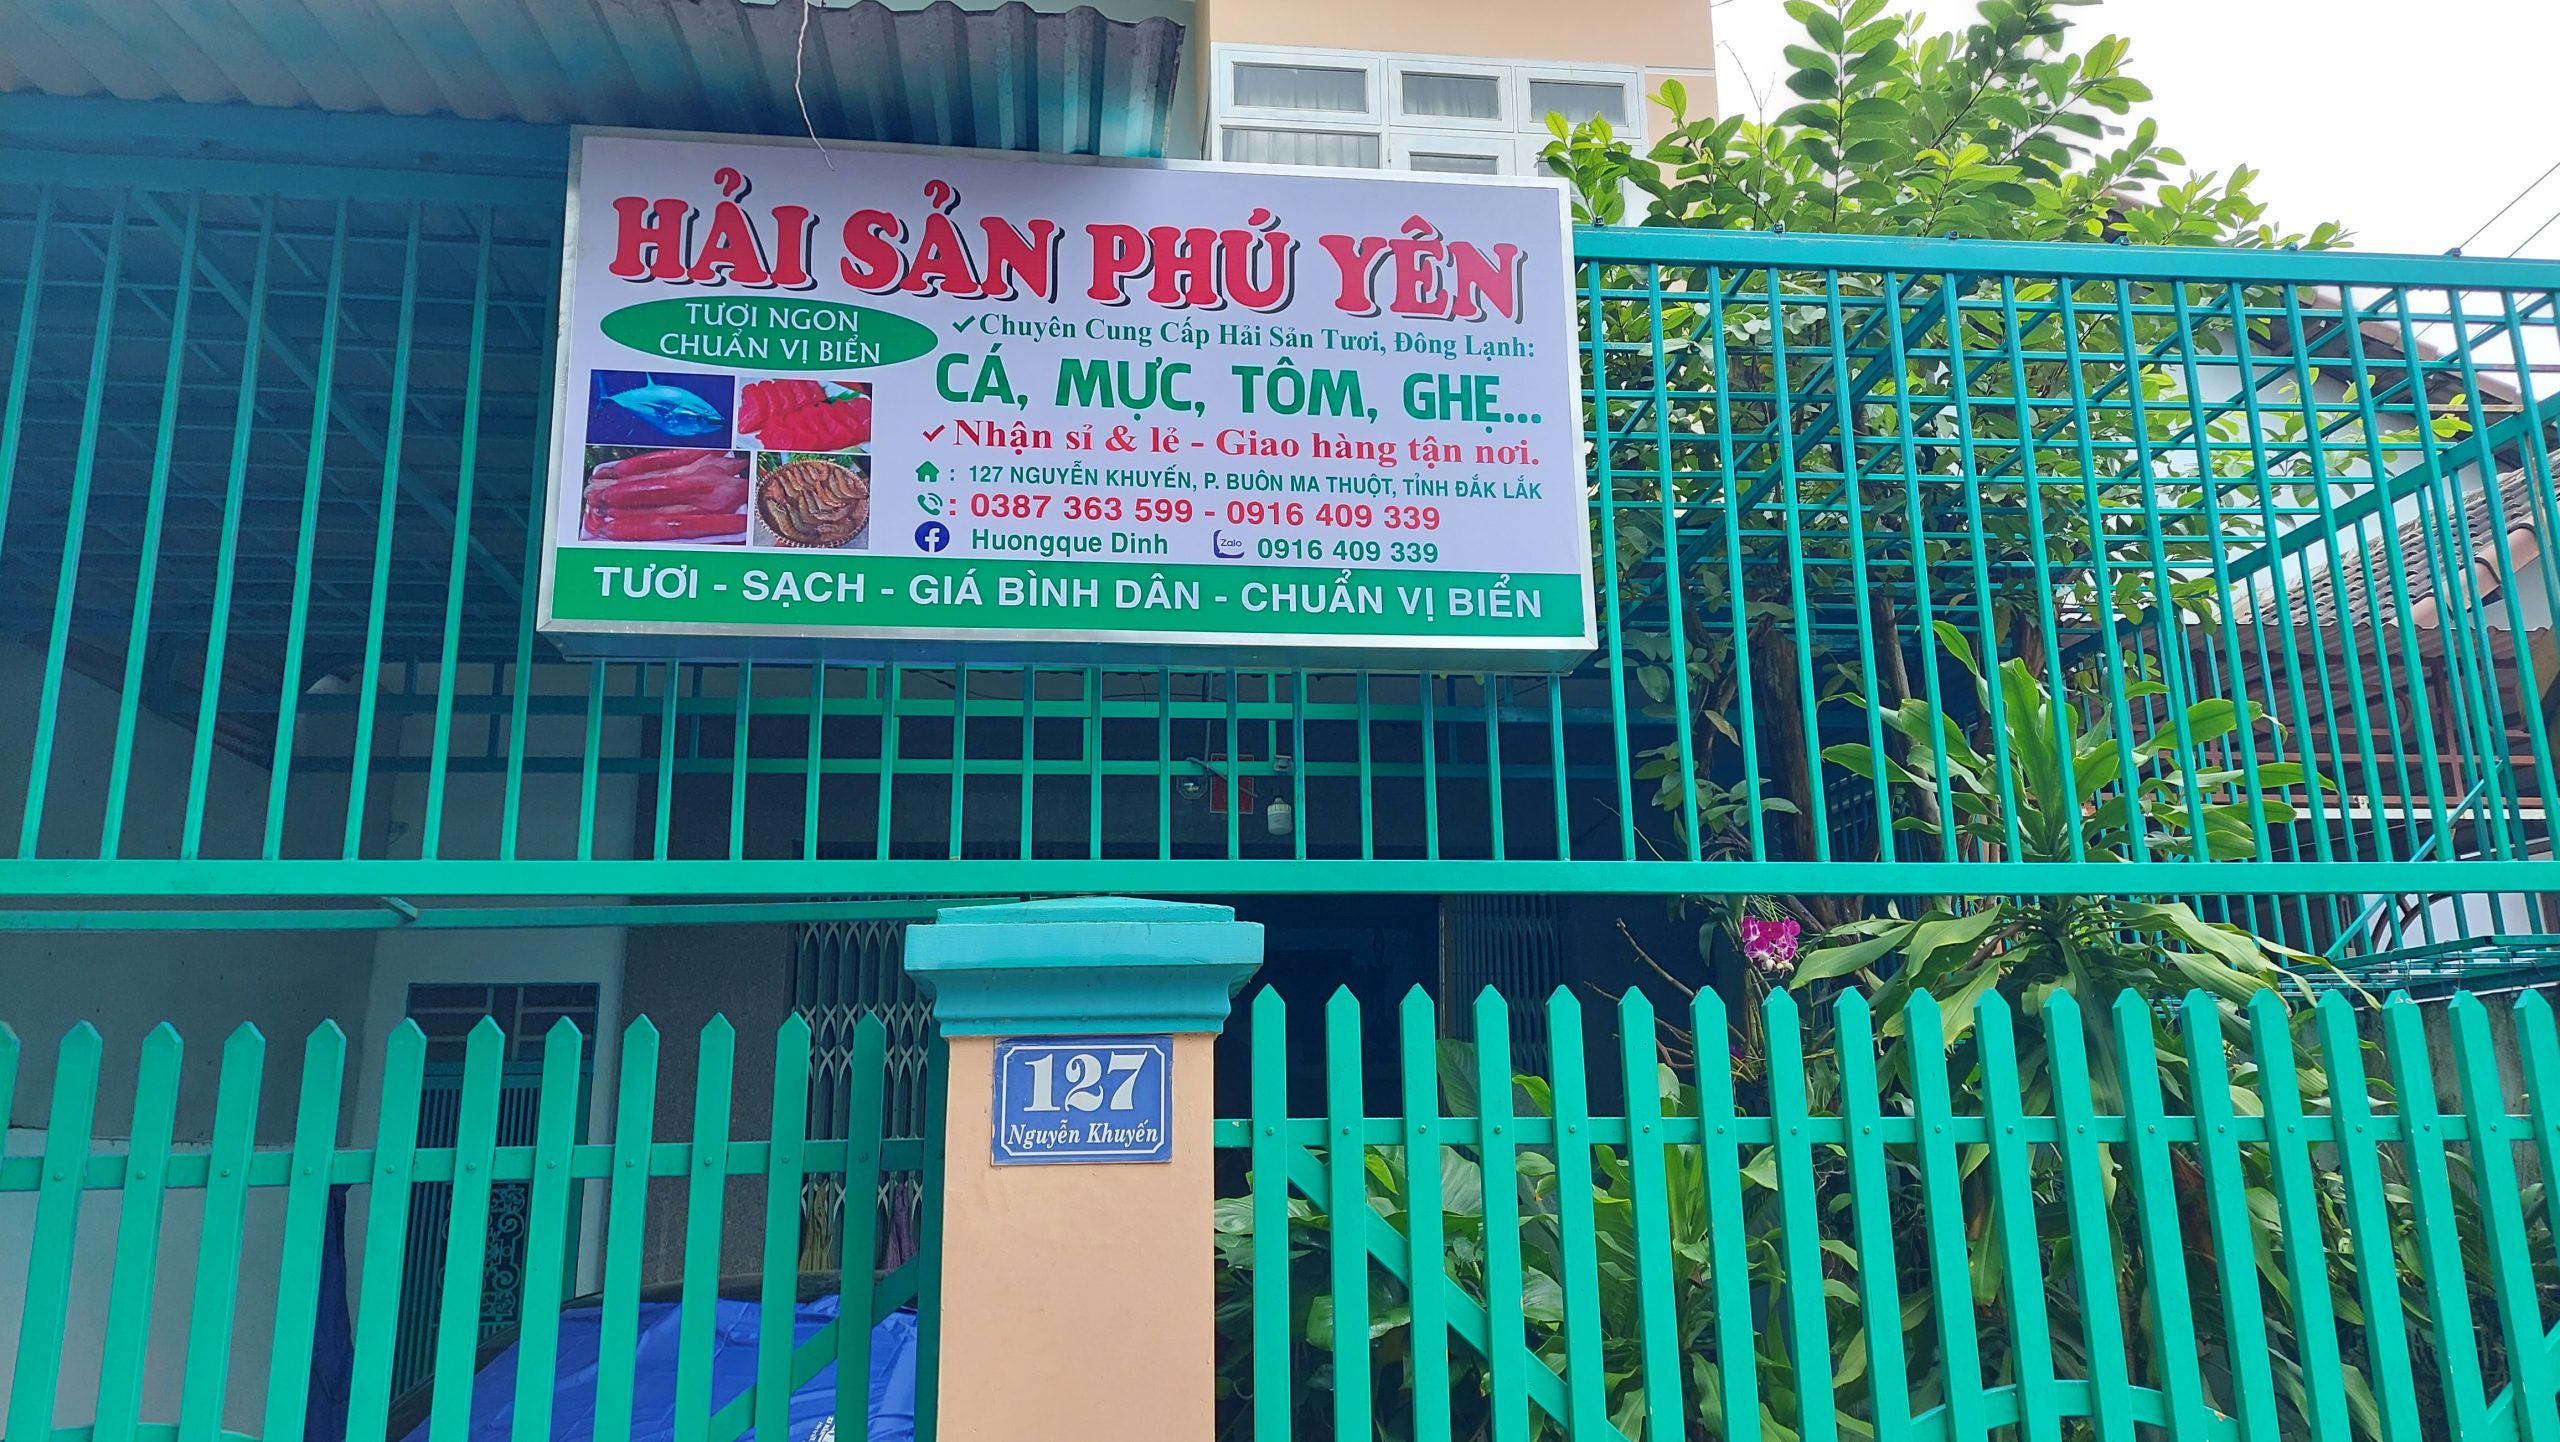 HẢI SẢN PHÚ YÊN
TƯƠI NGON
CHUẨN VỊ BIỂN
✓ Chuyên Cung Cấp Hải Sản Tươi, Đông Lạnh:
CÁ, MỰC, TÔM, GHẸ...
✓ Nhận sỉ & lẻ - Giao hàng tận nơi.
: 127 NGUYỄN KHUYẾN, P. BUÔN MA THUỘT, TỈNH ĐẮK LẮK
: 0387 363 599 - 0916 409 339
Huongque Dinh Zalo 0916 409 339
TƯƠI - SẠCH - GIÁ BÌNH DÂN - CHUẨN VỊ BIỂN
127
Nguyễn Khuyến